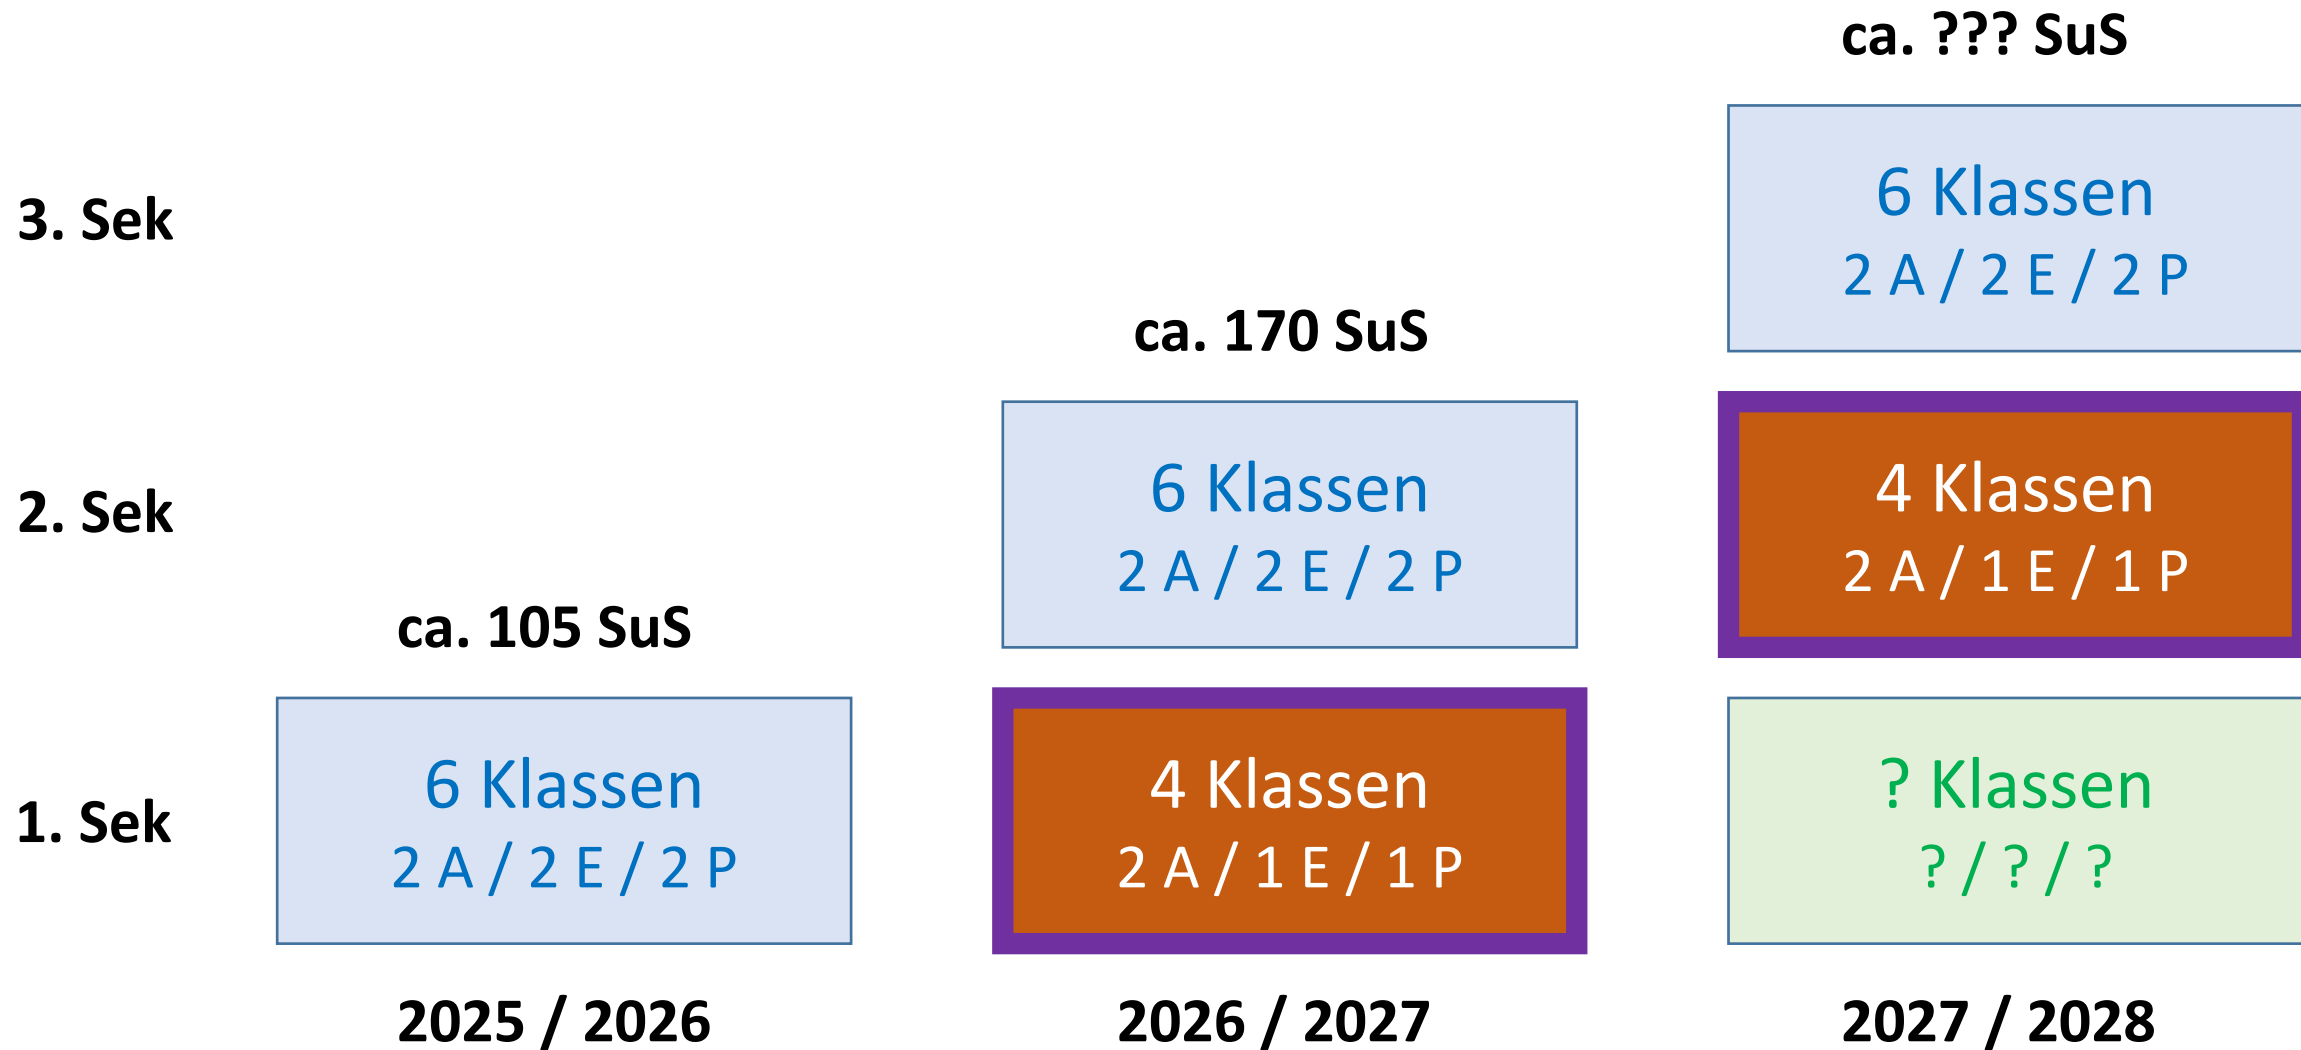 ca. ??? SuS
3. Sek
6 Klassen
2 A / 2 E / 2 P
ca. 170 SuS
2. Sek
6 Klassen
2 A / 2 E / 2 P
4 Klassen
2 A / 1 E / 1 P
ca. 105 SuS
1. Sek
6 Klassen
2 A / 2 E / 2 P
4 Klassen
2 A / 1 E / 1 P
? Klassen
? / ? / ?
2025 / 2026
2026 / 2027
2027 / 2028